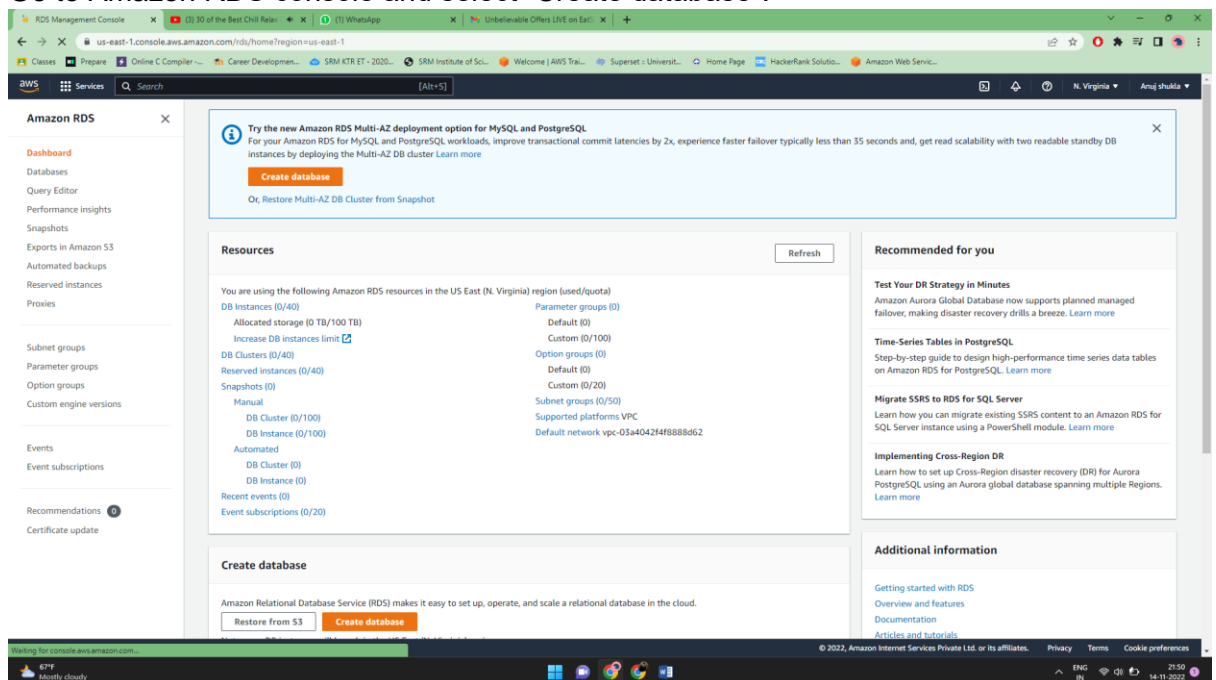 Go to Amazon RDS console and select "Create database".
RDS Management Console
(3) 30 of the Best Chill Relax
(1) WhatsApp
Unbelievable Offers LIVE on EatS
us-east-1.console.aws.amazon.com/rds/home?region=us-east-1
Classes Prepare Online C Compiler -... Career Developmen... SRM KTR ET - 2020... SRM Institute of Sci... Welcome | AWS Trai... Superset :: Universit... Home Page HackerRank Solutio... Amazon Web Servic...
aws Services Search [Alt+S] N. Virginia Anuj shukla
Amazon RDS
Dashboard
Databases
Query Editor
Performance insights
Snapshots
Exports in Amazon S3
Automated backups
Reserved instances
Proxies
Subnet groups
Parameter groups
Option groups
Custom engine versions
Events
Event subscriptions
Recommendations 0
Certificate update
Try the new Amazon RDS Multi-AZ deployment option for MySQL and PostgreSQL
For your Amazon RDS for MySQL and PostgreSQL workloads, improve transactional commit latencies by 2x, experience faster failover typically less than 35 seconds and, get read scalability with two readable standby DB
instances by deploying the Multi-AZ DB cluster Learn more
Create database
Or, Restore Multi-AZ DB Cluster from Snapshot
Resources
Refresh
You are using the following Amazon RDS resources in the US East (N. Virginia) region (used/quota)
DB Instances (0/40)
Allocated storage (0 TB/100 TB)
Increase DB instances limit
DB Clusters (0/40)
Reserved instances (0/40)
Snapshots (0)
Manual
DB Cluster (0/100)
DB Instance (0/100)
Automated
DB Cluster (0)
DB Instance (0)
Recent events (0)
Event subscriptions (0/20)
Parameter groups (0)
Default (0)
Custom (0/100)
Option groups (0)
Default (0)
Custom (0/20)
Subnet groups (0/50)
Supported platforms VPC
Default network vpc-03a4042f4f8888d62
Create database
Amazon Relational Database Service (RDS) makes it easy to set up, operate, and scale a relational database in the cloud.
Restore from S3
Create database
Recommended for you
Test Your DR Strategy in Minutes
Amazon Aurora Global Database now supports planned managed
failover, making disaster recovery drills a breeze. Learn more
Time-Series Tables in PostgreSQL
Step-by-step guide to design high-performance time series data tables
on Amazon RDS for PostgreSQL. Learn more
Migrate SSRS to RDS for SQL Server
Learn how you can migrate existing SSRS content to an Amazon RDS for
SQL Server instance using a PowerShell module. Learn more
Implementing Cross-Region DR
Learn how to set up Cross-Region disaster recovery (DR) for Aurora
PostgreSQL using an Aurora global database spanning multiple Regions.
Learn more
Additional information
Getting started with RDS
Overview and features
Documentation
Articles and tutorials
Waiting for console.aws.amazon.com...
© 2022, Amazon Internet Services Private Ltd. or its affiliates. Privacy Terms Cookie preferences
67°F
Mostly cloudy
ENG
IN
21:50
14-11-2022